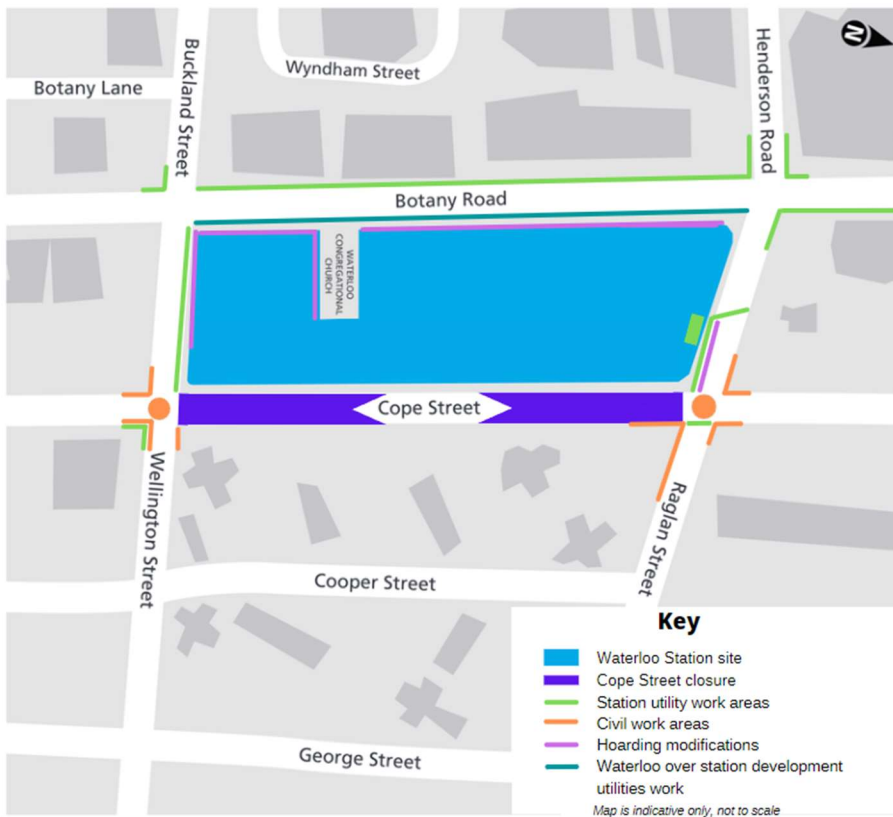 N
Wyndham Street
Botany Lane
Buckland Street
Henderson Road
Botany Road
WATERLOO
CONGREGATIONAL
CHURCH
Cope Street
Wellington Street
Raglan Street
Cooper Street
George Street
Key
Waterloo Station site
Cope Street closure
Station utility work areas
Civil work areas
Hoarding modifications
Waterloo over station development
utilities work
Map is indicative only, not to scale